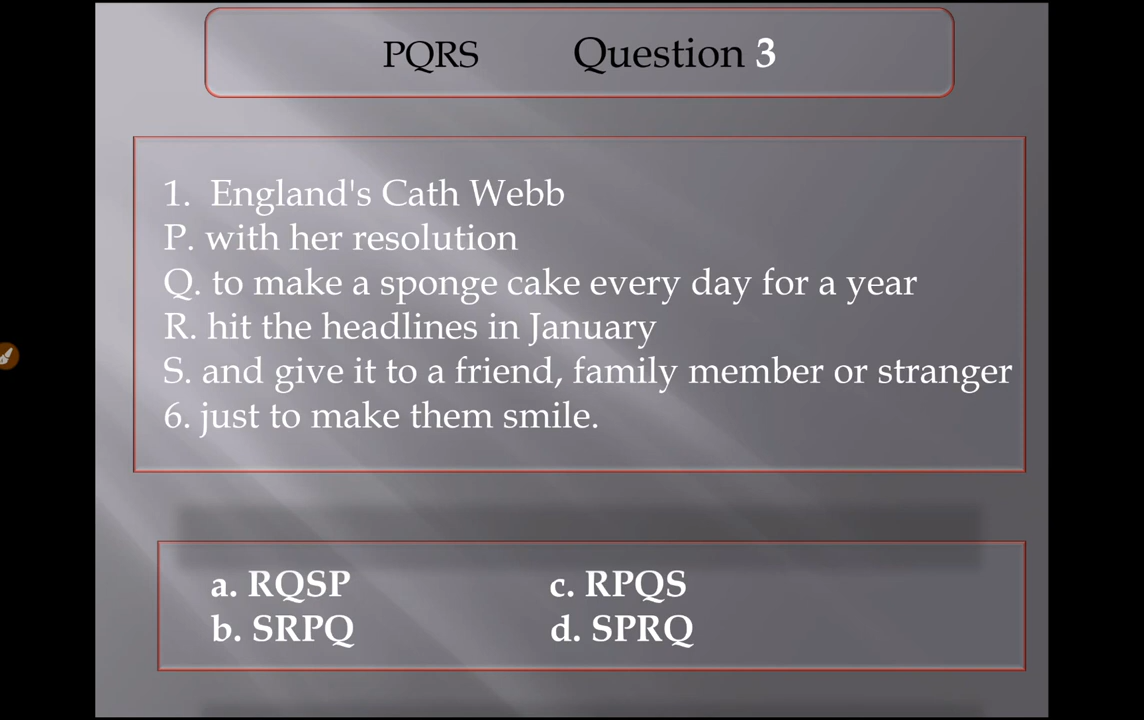 PQRS Question 3
1. England's Cath Webb
P. with her resolution
Q. to make a sponge cake every day for a year
R. hit the headlines in January
S. and give it to a friend, family member or stranger
6. just to make them smile.
a. RQSP c. RPQS
b. SRPQ d. SPRQ